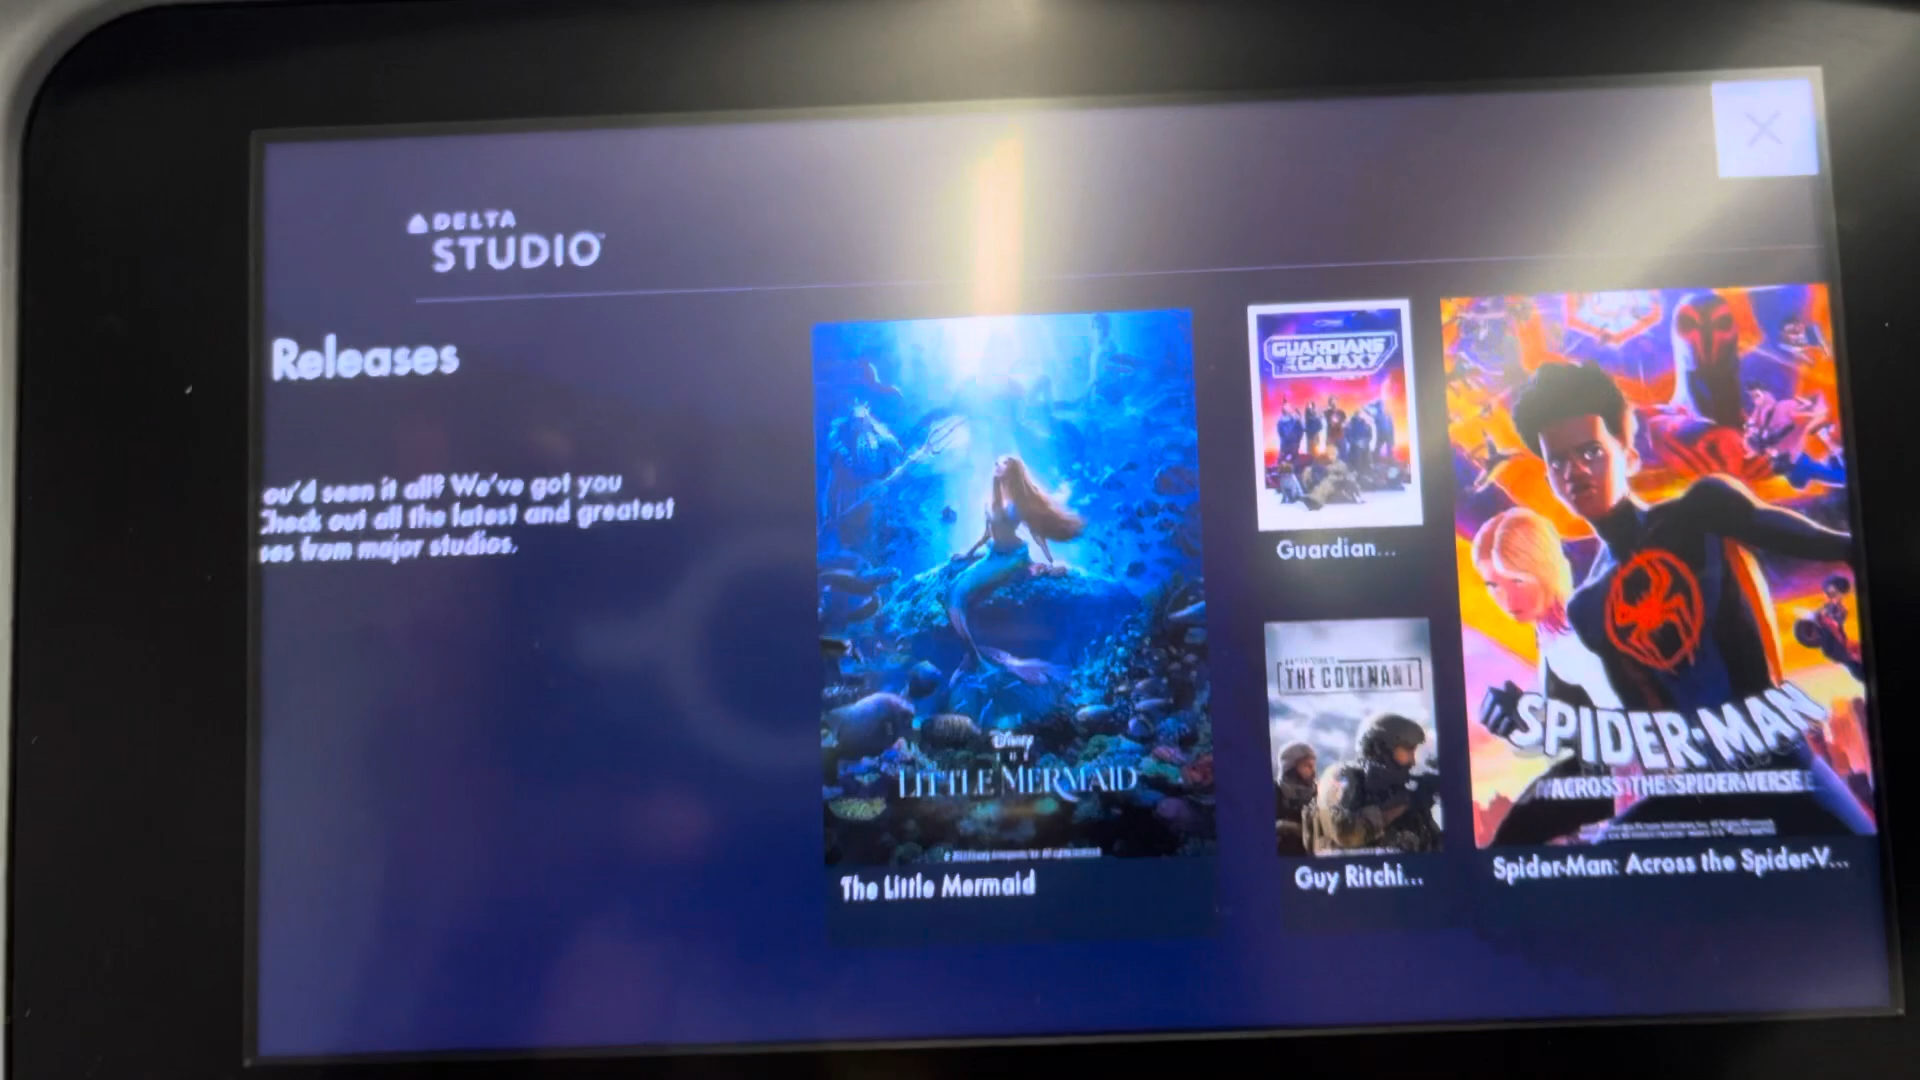 DELTA
STUDIO
Releases
ou'd seen it all? We've got you
Check out all the latest and greatest
ses from major studios.
Disney
THE
LITTLE MERMAID
The Little Mermaid
GUARDIANS
OF THE
GALAXY
Guardian...
THE COVENANT
Guy Ritchi...
SPIDER-MAN
ACROSS THE SPIDER-VERSE
Spider-Man: Across the Spider-V...